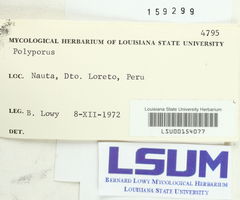 159299
4795
MYCOLOGICAL HERBARIUM OF LOUISIANA STATE UNIVERSITY
Polyporus
LOC. Nauta, Dto. Loreto, Peru
LEG. B. Lowy 8-XII-1972
Louisiana State University Herbarium
LSU00154077
DET.
LSUM
BERNARD LOWY MYCOLOGICAL HERBARIUM
LOUISIANA STATE UNIVERSITY